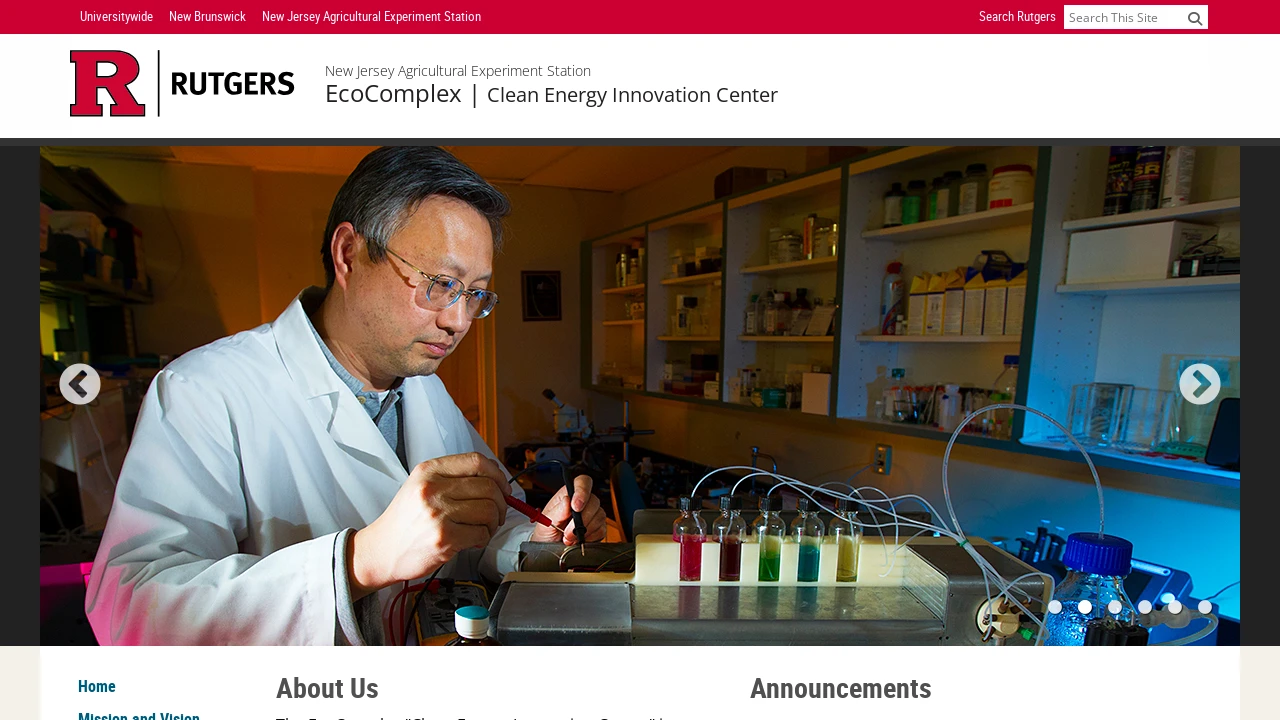 Universitywide New Brunswick New Jersey Agricultural Experiment Station Search Rutgers Search This Site
R RUTGERS
New Jersey Agricultural Experiment Station
EcoComplex | Clean Energy Innovation Center
Home
Mission and Vision
About Us
Announcements